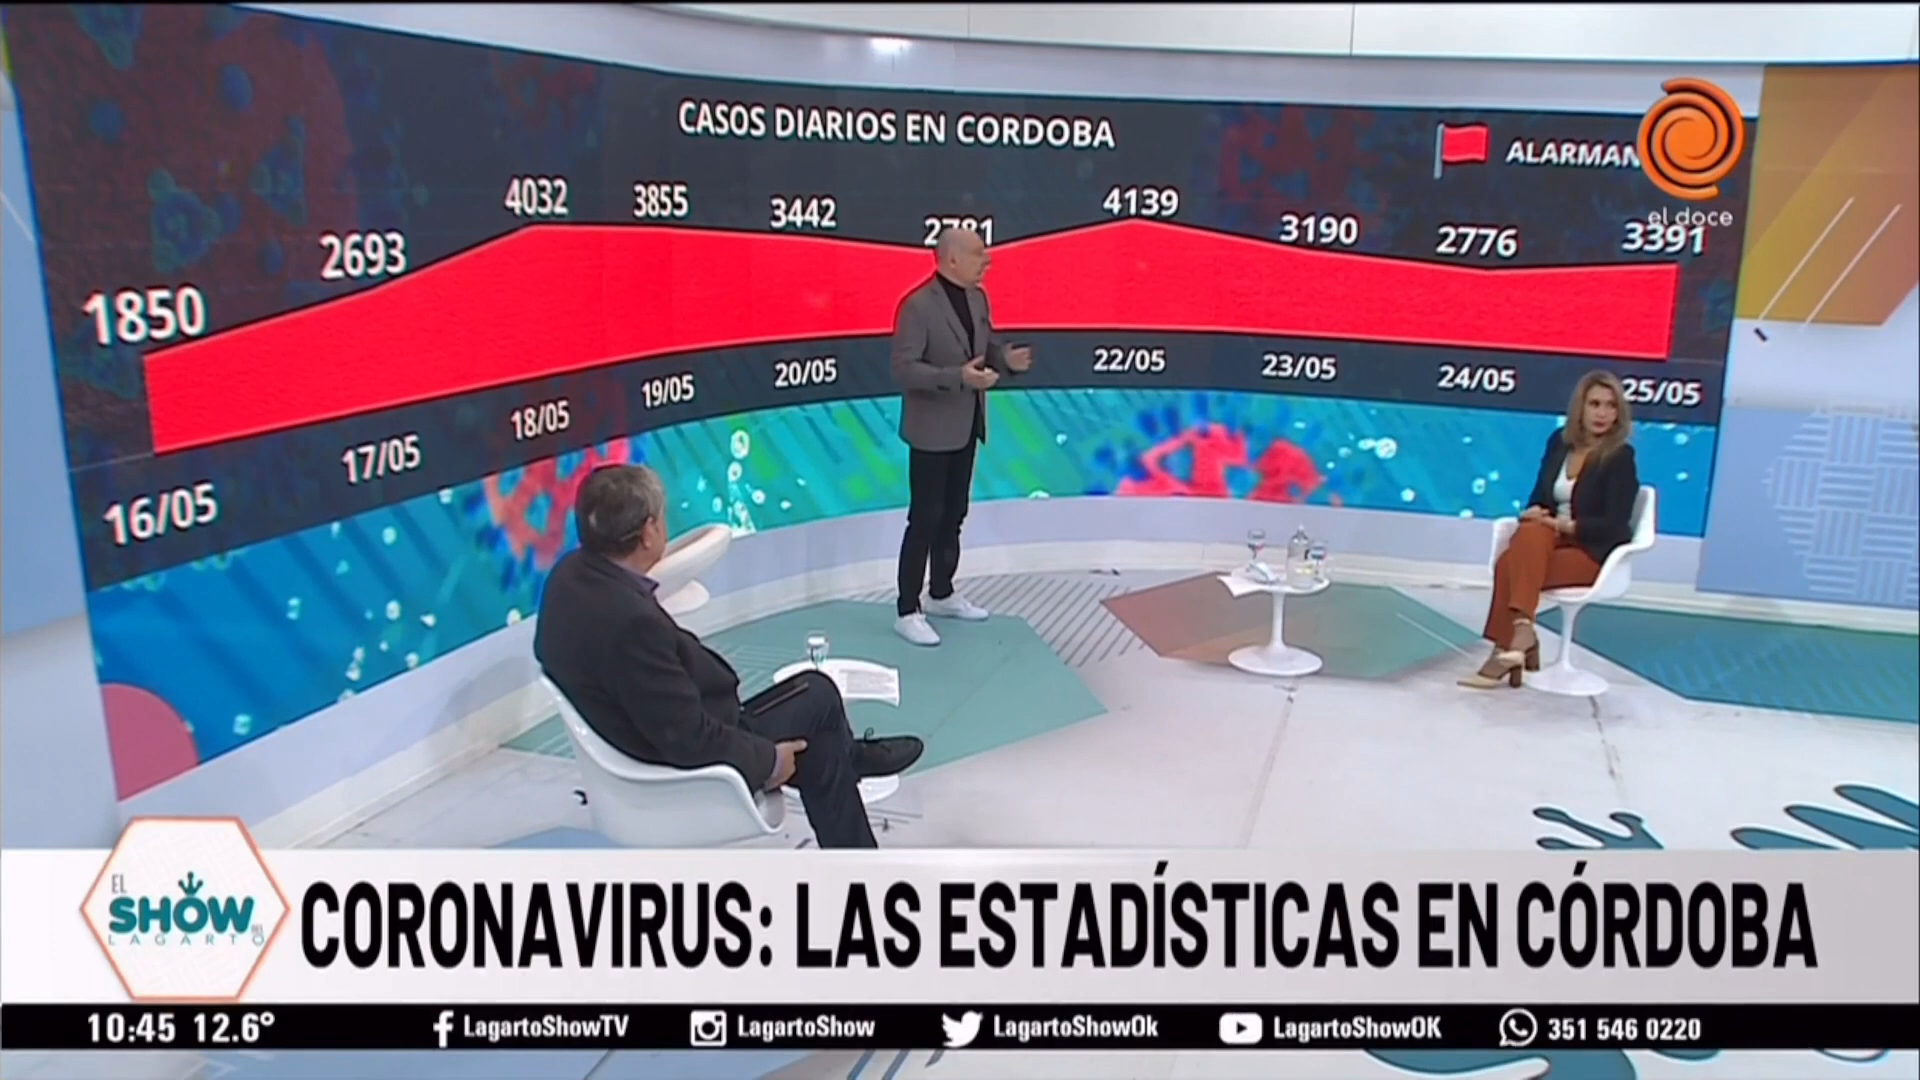 CASOS DIARIOS EN CORDOBA
el doce
1850
2693
4032
3855
3442
4139
3190
2776
3391
16/05
17/05
18/05
19/05
20/05
22/05
23/05
24/05
25/05
EL
SHOW DEL
LAGARTO
CORONAVIRUS: LAS ESTADÍSTICAS EN CÓRDOBA
10:45 12.6° LagartoShowTV LagartoShow LagartoShowOk LagartoShowOK 351 546 0220